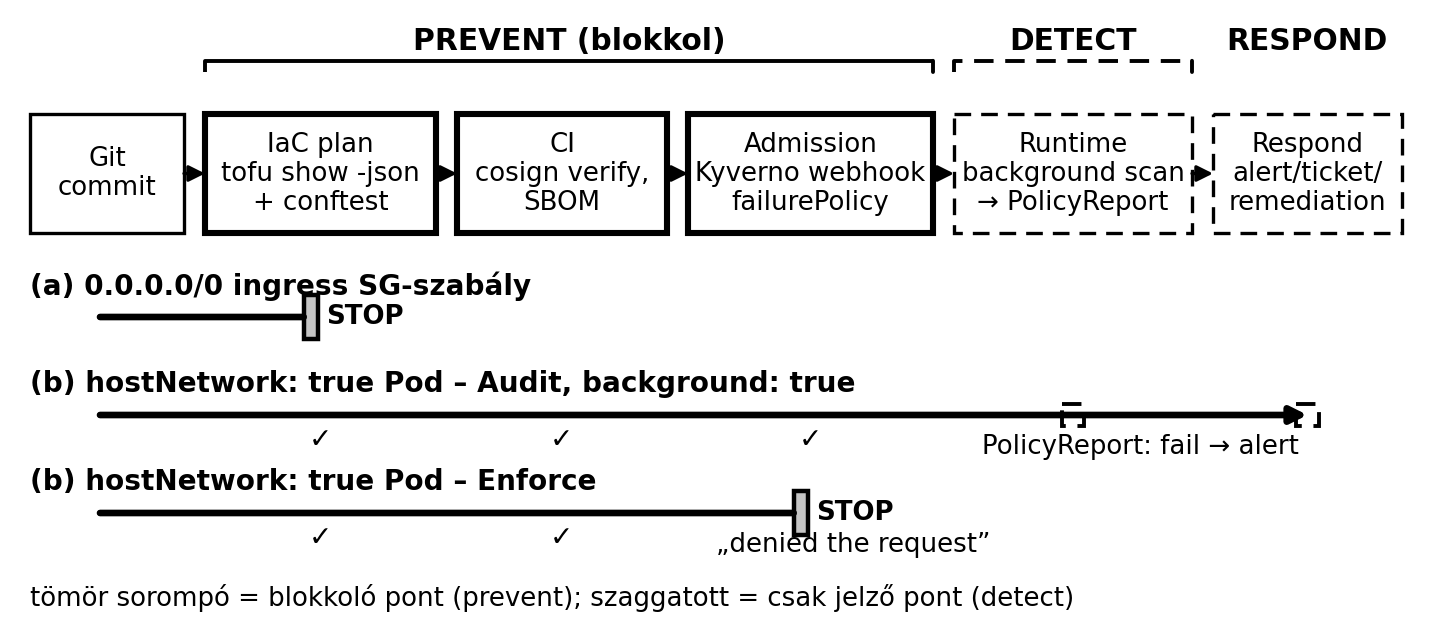 PREVENT (blokkol)
DETECT
RESPOND
Git
commit
IaC plan
tofu show -json
+ conftest
CI
cosign verify,
SBOM
Admission
Kyverno webhook
failurePolicy
Runtime
background scan
→ PolicyReport
Respond
alert/ticket/
remediation
(a) 0.0.0.0/0 ingress SG-szabály
STOP
(b) hostNetwork: true Pod – Audit, background: true
✓ ✓ ✓
PolicyReport: fail → alert
(b) hostNetwork: true Pod – Enforce
STOP
✓ ✓
„denied the request”
tömör sorompó = blokkoló pont (prevent); szaggatott = csak jelző pont (detect)